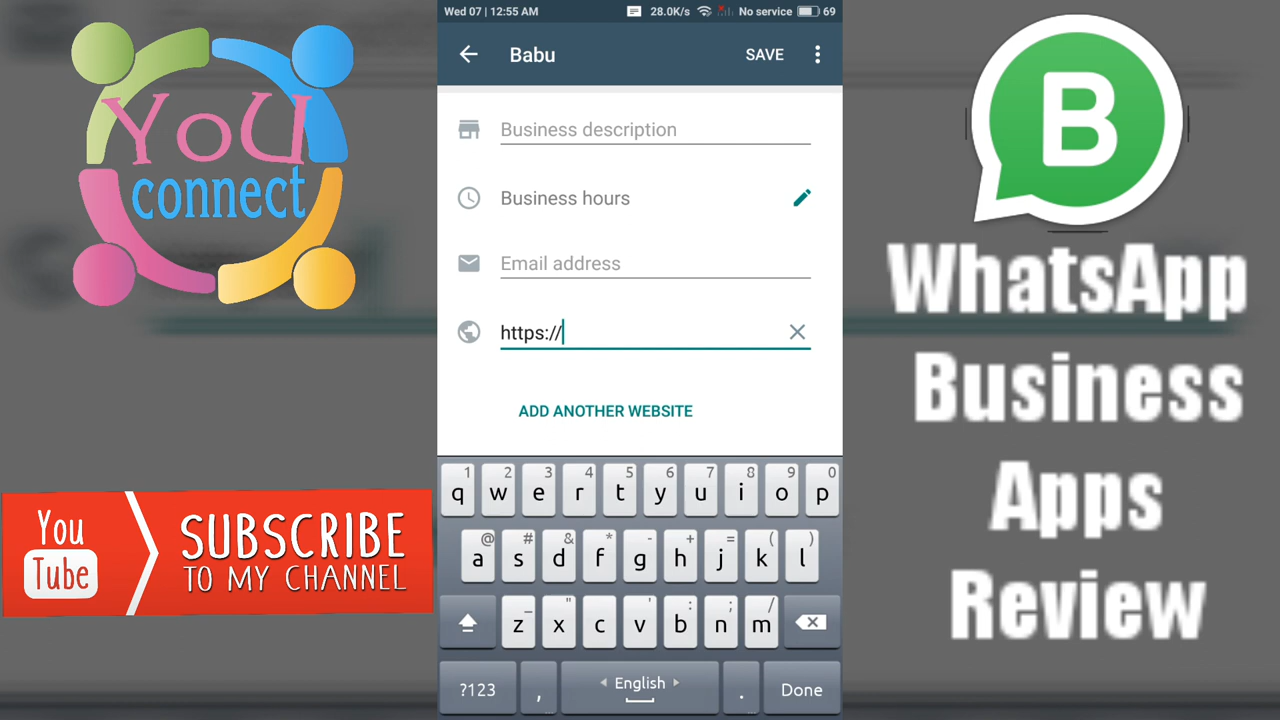 YoU
connect
You
Tube
SUBSCRIBE
TO MY CHANNEL
Wed 07 | 12:55 AM
28.0K/s
No service
69
Babu
SAVE
Business description
Business hours
Email address
https://
ADD ANOTHER WEBSITE
1 2 3 4 5 6 7 8 9 0
q w e r t y u i o p
@ # & * - + = ( )
a s d f g h j k l
_ " ' : ; /
z x c v b n m
?123 , English . Done
B
WhatsApp
Business
Apps
Review